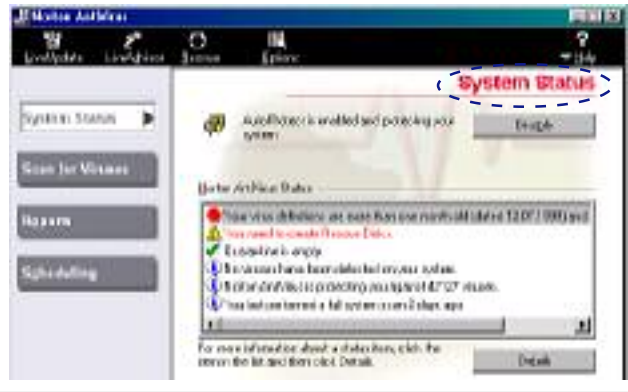 Norton AntiVirus
LiveUpdate LiveAdvisor Rescue Options Help
System Status
System Status
AutoProtect is enabled and protecting your
system
Disable
Scan for Viruses
Norton AntiVirus Status
Reports
Your virus definitions are more than one month old (dated
You need to create Rescue Disks.
Quarantine is empty.
Scheduling
No viruses have been detected on your system.
Norton AntiVirus is protecting you against viruses.
You last performed a full system scan 2 days ago
For more information about a status item, click the
item in the list and then click Details.
Details